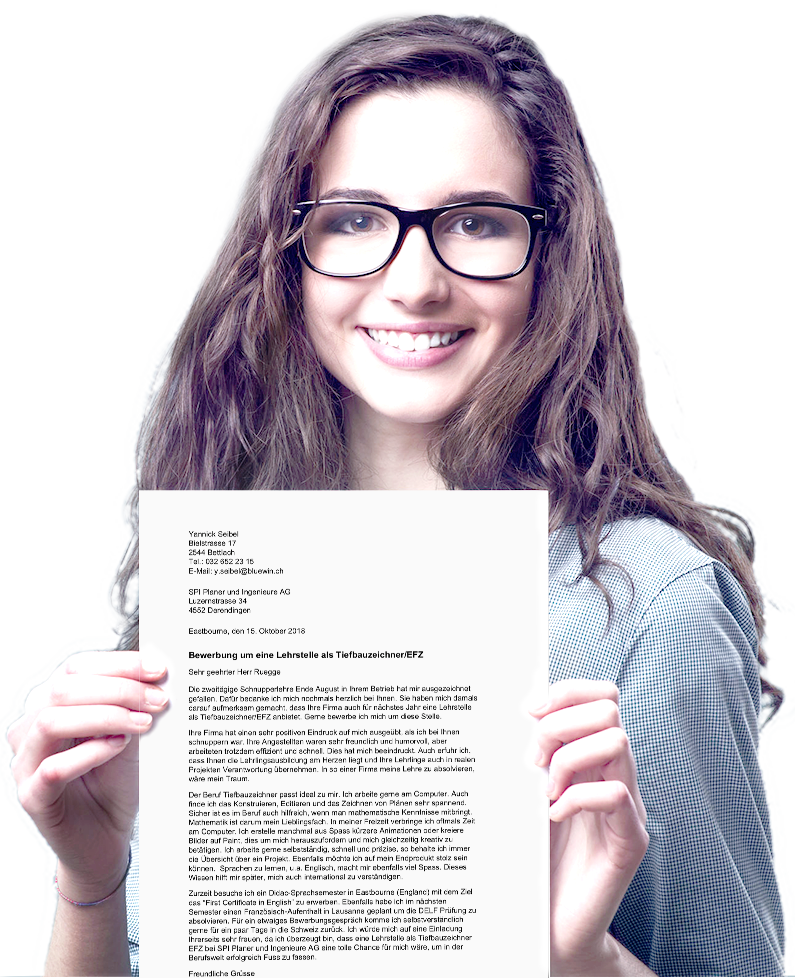 Yannick Seibel
Bielstrasse 17
2544 Bettlach
Tel.: 032 652 23 15
E-Mail: y.seibel@bluewin.ch
SPI Planer und Ingenieure AG
Luzernstrasse 34
4552 Derendingen
Eastbourne, den 15. Oktober 2018
Bewerbung um eine Lehrstelle als Tiefbauzeichner/EFZ
Sehr geehrter Herr Ruegge
Die zweitägige Schnupperlehre Ende August in Ihrem Betrieb hat mir ausgezeichnet
gefallen. Dafür bedanke ich mich nochmals herzlich bei Ihnen. Sie haben mich damals
darauf aufmerksam gemacht, dass Ihre Firma auch für nächstes Jahr eine Lehrstelle
als Tiefbauzeichner/EFZ anbietet. Gerne bewerbe ich mich um diese Stelle.
Ihre Firma hat einen sehr positiven Eindruck auf mich ausgeübt, als ich bei Ihnen
schnuppern war. Ihre Angestellten waren sehr freundlich und humorvoll, aber
arbeiteten trotzdem effizient und schnell. Dies hat mich beeindruckt. Auch erfuhr ich,
dass Ihnen die Lehrlingsausbildung am Herzen liegt und Ihre Lehrlinge auch in realen
Projekten Verantwortung übernehmen. In so einer Firma meine Lehre zu absolvieren,
wäre mein Traum.
Der Beruf Tiefbauzeichner passt ideal zu mir. Ich arbeite gerne am Computer. Auch
finde ich das Konstruieren, Editieren und das Zeichnen von Plänen sehr spannend.
Sicher ist es im Beruf auch hilfreich, wenn man mathematische Kenntnisse mitbringt.
Mathematik ist darum mein Lieblingsfach. In meiner Freizeit verbringe ich oftmals Zeit
am Computer. Ich erstelle manchmal aus Spass kürzere Animationen oder kreiere
Bilder auf Paint, dies um mich herauszufordern und mich gleichzeitig kreativ zu
betätigen. Ich arbeite gerne selbstständig, schnell und präzise, so behalte ich immer
die Übersicht über ein Projekt. Ebenfalls möchte ich auf mein Endprodukt stolz sein
können. Sprachen zu lernen, u.a. Englisch, macht mir ebenfalls viel Spass. Dieses
Wissen hilft mir später, mich auch international zu verständigen.
Zurzeit besuche ich ein Didac-Sprachsemester in Eastbourne (England) mit dem Ziel
das "First Certificate in English" zu erwerben. Ebenfalls habe ich im nächsten
Semester einen Französisch-Aufenthalt in Lausanne geplant um die DELF Prüfung zu
absolvieren. Für ein etwaiges Bewerbungsgespräch komme ich selbstverständlich
gerne für ein paar Tage in die Schweiz zurück. Ich würde mich auf eine Einladung
Ihrerseits sehr freuen, da ich überzeugt bin, dass eine Lehrstelle als Tiefbauzeichner
EFZ bei SPI Planer und Ingenieure AG eine tolle Chance für mich wäre, um in der
Berufswelt erfolgreich Fuss zu fassen.
Freundliche Grüsse